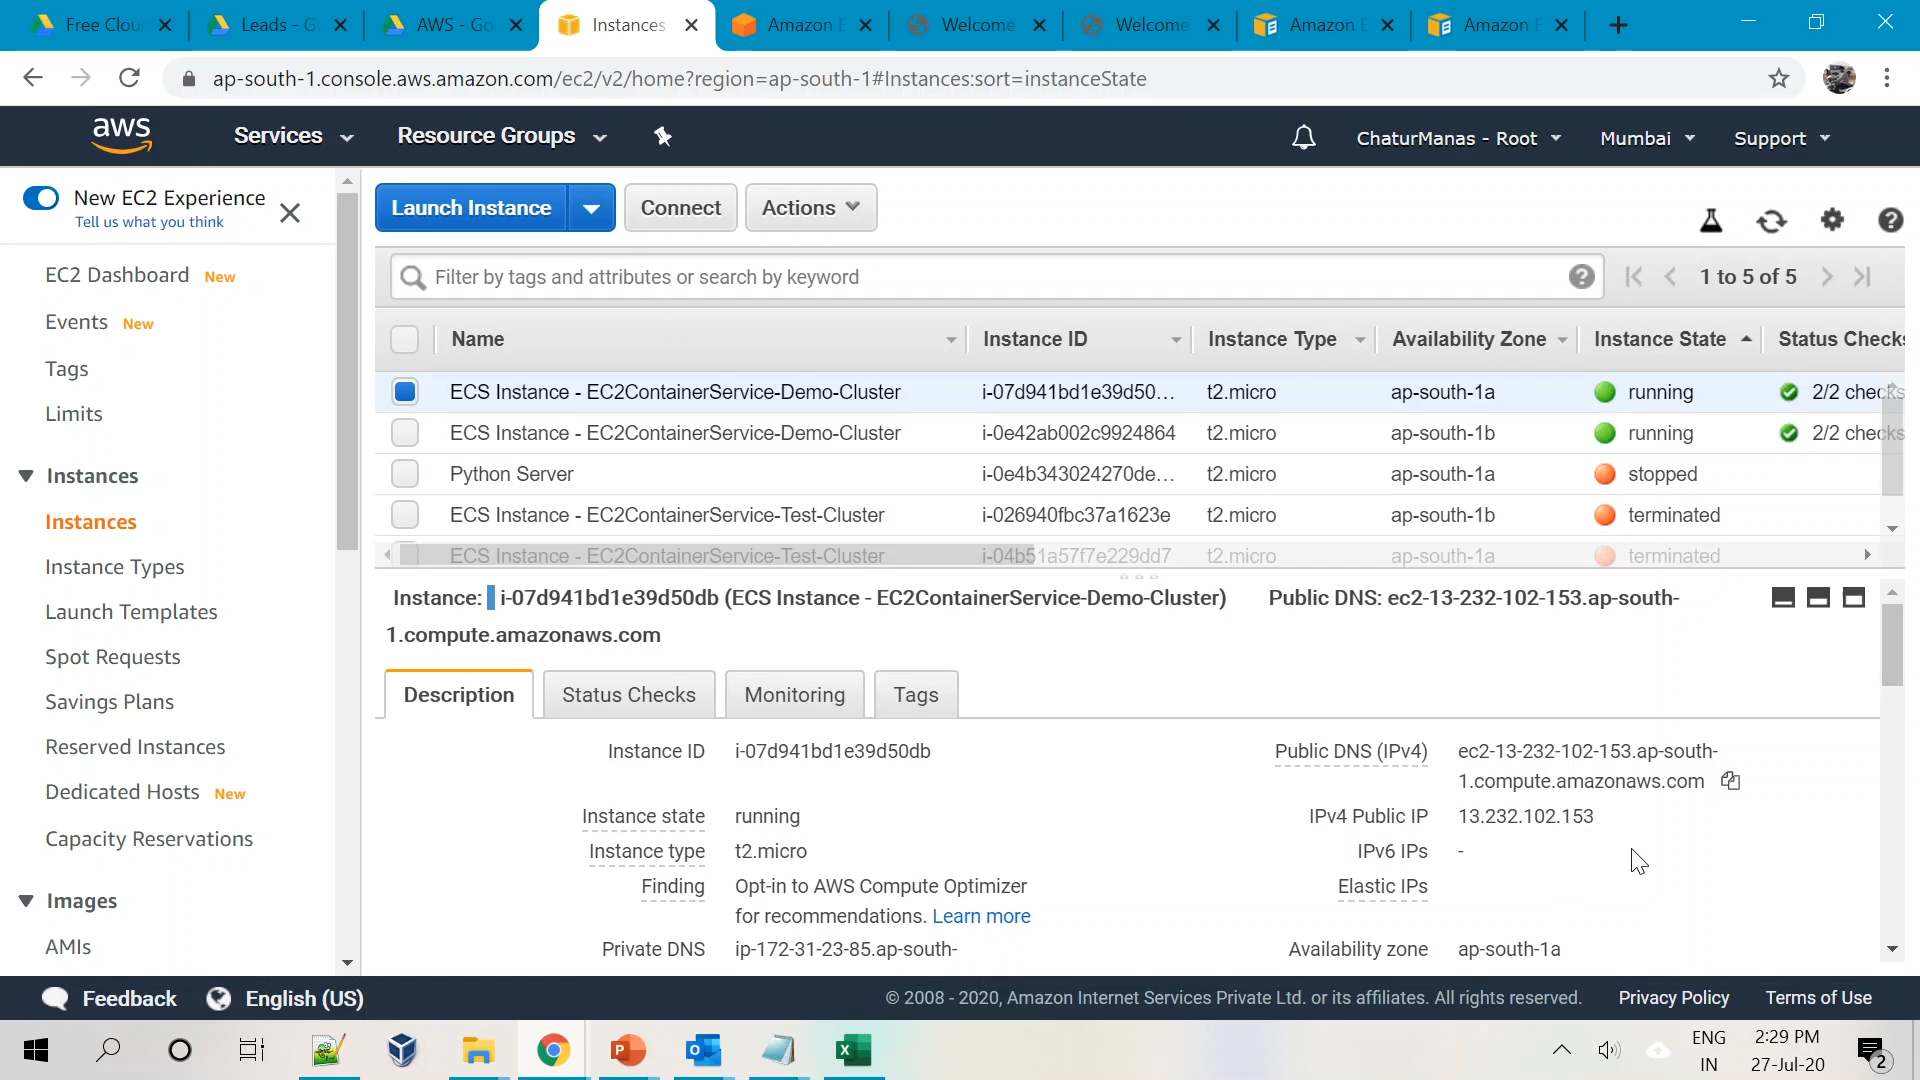 Free Clou
Leads - G
AWS - Go
Instances
Amazon E
Welcome
Welcome
Amazon E
Amazon E
ap-south-1.console.aws.amazon.com/ec2/v2/home?region=ap-south-1#Instances:sort=instanceState
aws
Services
Resource Groups
ChaturManas - Root
Mumbai
Support
New EC2 Experience
Tell us what you think
EC2 Dashboard New
Events New
Tags
Limits
Instances
Instances
Instance Types
Launch Templates
Spot Requests
Savings Plans
Reserved Instances
Dedicated Hosts New
Capacity Reservations
Images
AMIs
Launch Instance
Connect
Actions
Filter by tags and attributes or search by keyword
1 to 5 of 5
Name Instance ID Instance Type Availability Zone Instance State Status Checks
ECS Instance - EC2ContainerService-Demo-Cluster i-07d941bd1e39d50... t2.micro ap-south-1a running 2/2 checks
ECS Instance - EC2ContainerService-Demo-Cluster i-0e42ab002c9924864 t2.micro ap-south-1b running 2/2 checks
Python Server i-0e4b343024270de... t2.micro ap-south-1a stopped
ECS Instance - EC2ContainerService-Test-Cluster i-026940fbc37a1623e t2.micro ap-south-1b terminated
ECS Instance - EC2ContainerService-Test-Cluster i-04b51a57f7e229dd7 t2.micro ap-south-1a terminated
Instance: i-07d941bd1e39d50db (ECS Instance - EC2ContainerService-Demo-Cluster) Public DNS: ec2-13-232-102-153.ap-south-
1.compute.amazonaws.com
Description
Status Checks
Monitoring
Tags
Instance ID i-07d941bd1e39d50db
Instance state running
Instance type t2.micro
Finding Opt-in to AWS Compute Optimizer
for recommendations. Learn more
Private DNS ip-172-31-23-85.ap-south-
Public DNS (IPv4) ec2-13-232-102-153.ap-south-
1.compute.amazonaws.com
IPv4 Public IP 13.232.102.153
IPv6 IPs -
Elastic IPs
Availability zone ap-south-1a
Feedback
English (US)
© 2008 - 2020, Amazon Internet Services Private Ltd. or its affiliates. All rights reserved.
Privacy Policy
Terms of Use
ENG
IN
2:29 PM
27-Jul-20
2